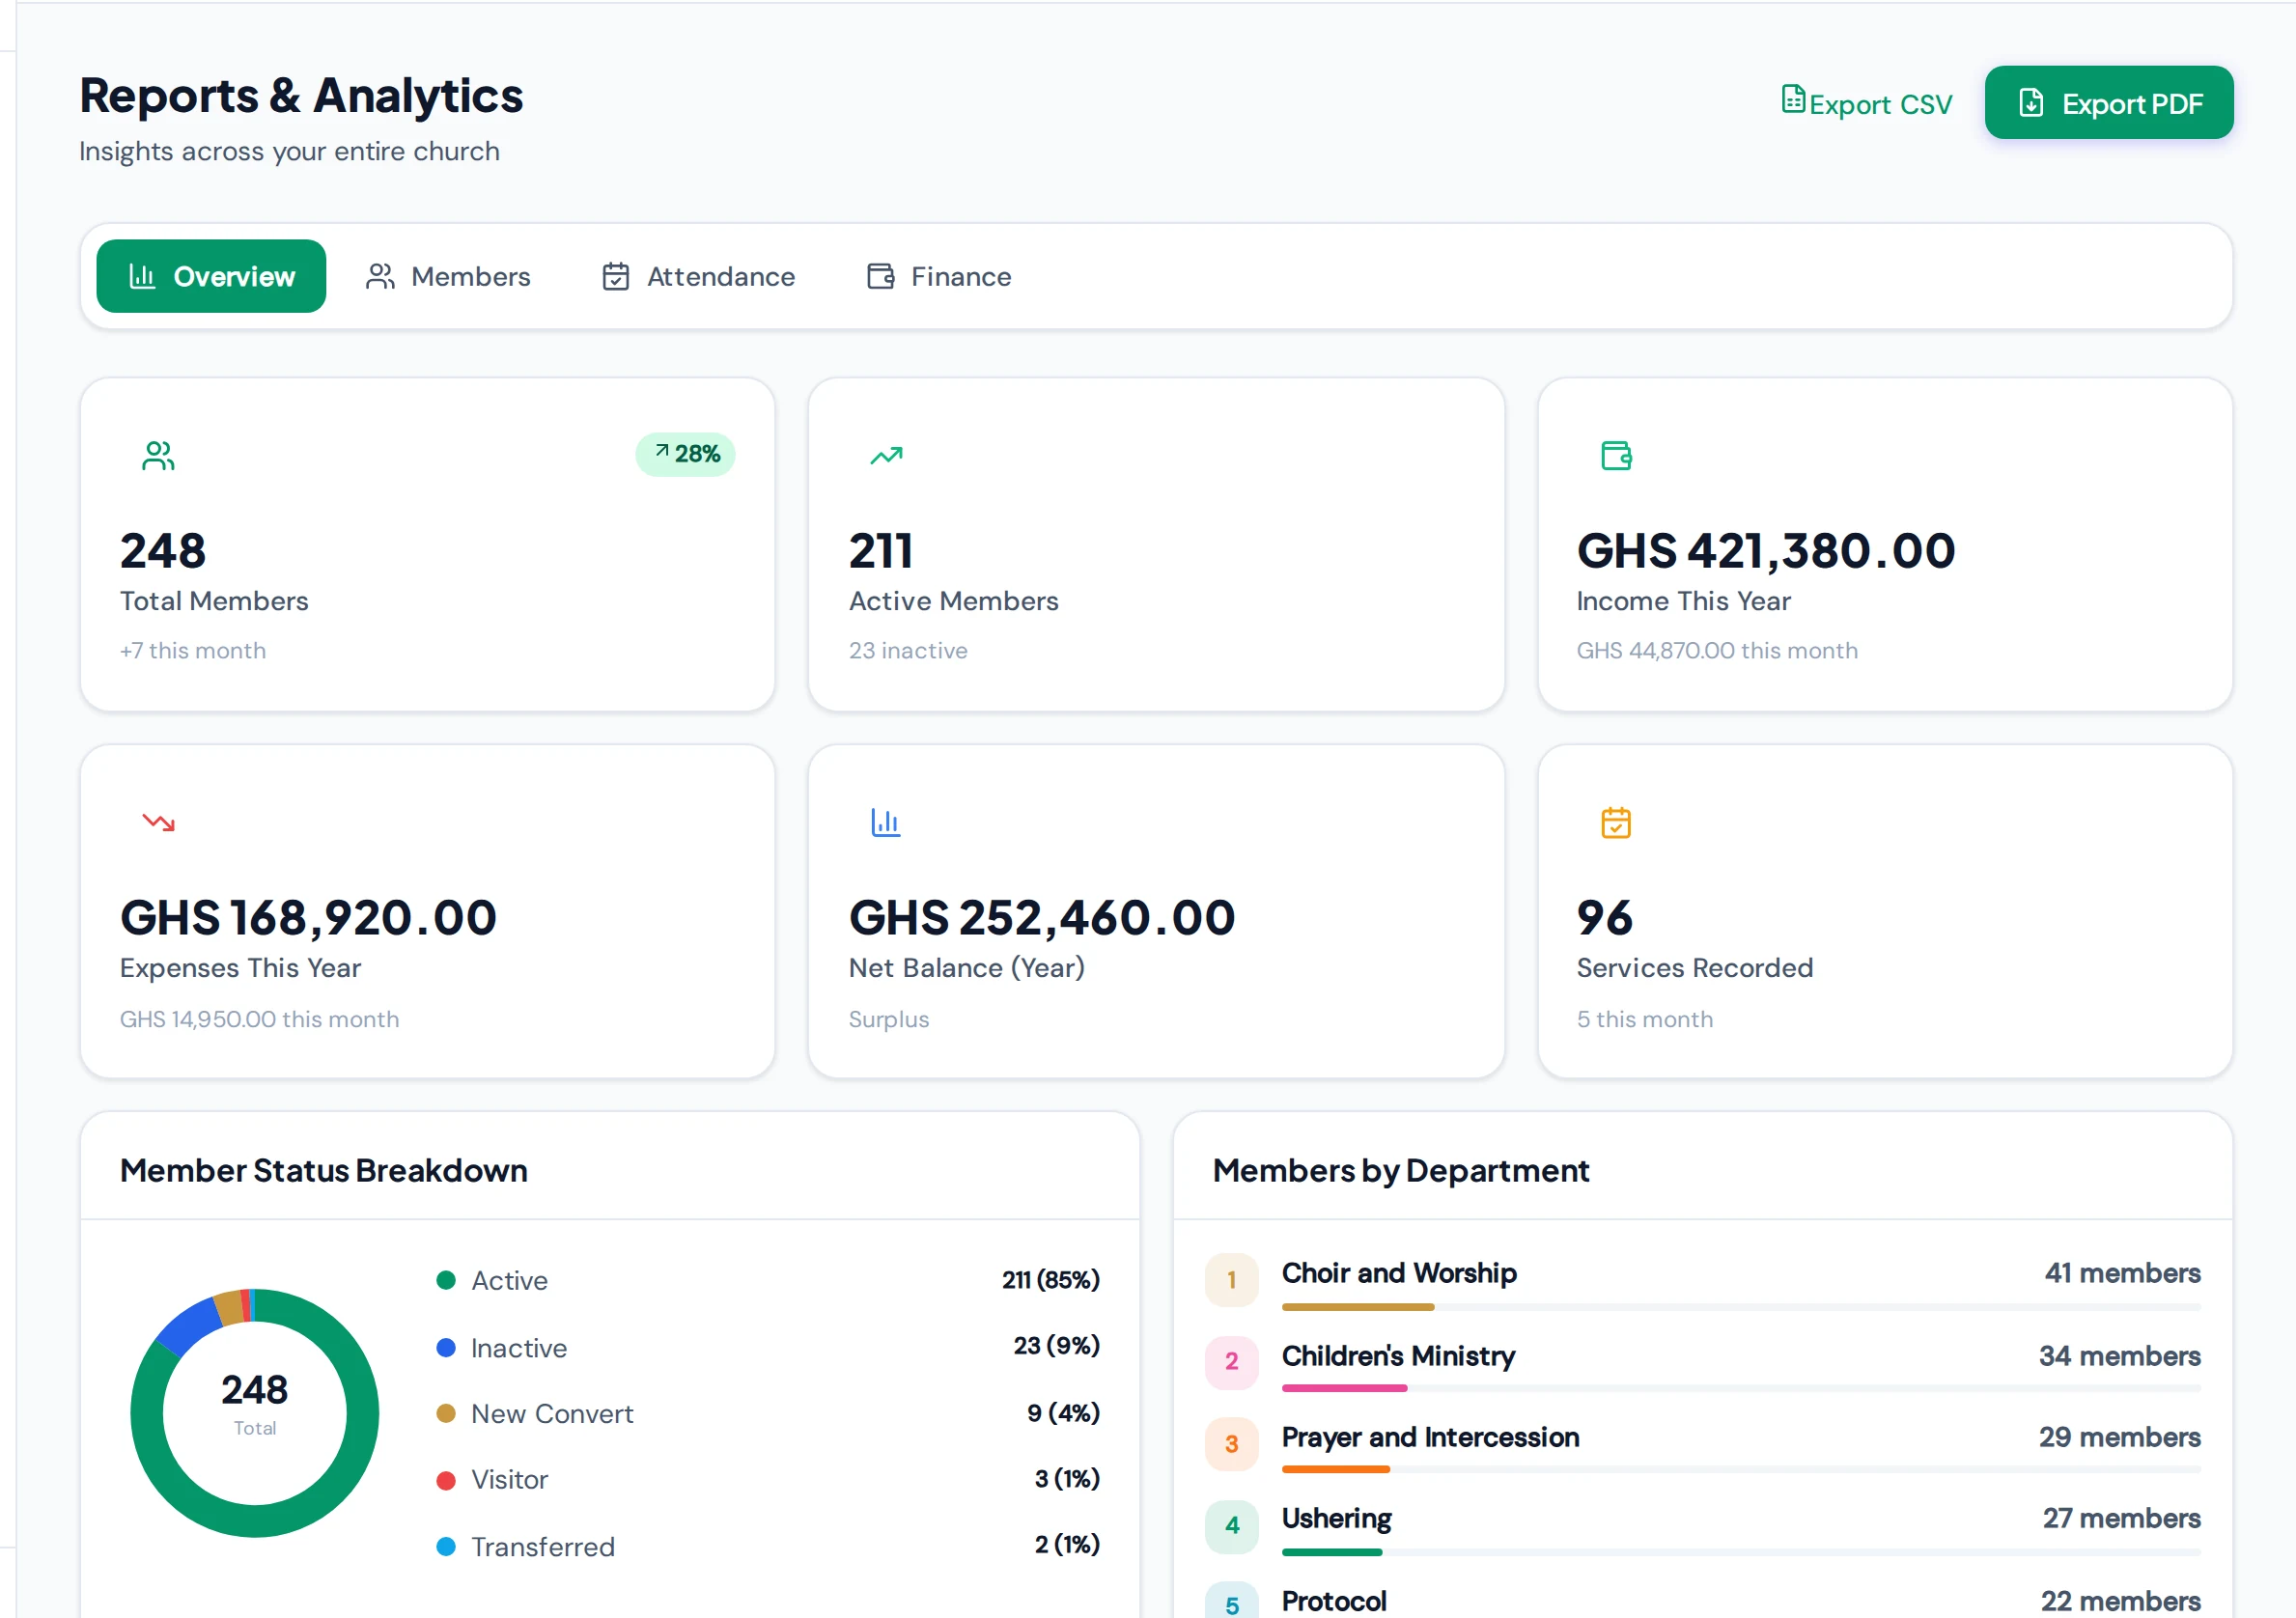 Reports & Analytics
Insights across your entire church
Export CSV
Export PDF
Overview
Members
Attendance
Finance
28%
248
Total Members
+7 this month
211
Active Members
23 inactive
GHS 421,380.00
Income This Year
GHS 44,870.00 this month
GHS 168,920.00
Expenses This Year
GHS 14,950.00 this month
GHS 252,460.00
Net Balance (Year)
Surplus
96
Services Recorded
5 this month
Member Status Breakdown
248
Total
Active 211 (85%)
Inactive 23 (9%)
New Convert 9 (4%)
Visitor 3 (1%)
Transferred 2 (1%)
Members by Department
1 Choir and Worship 41 members
2 Children's Ministry 34 members
3 Prayer and Intercession 29 members
4 Ushering 27 members
5 Protocol 22 members